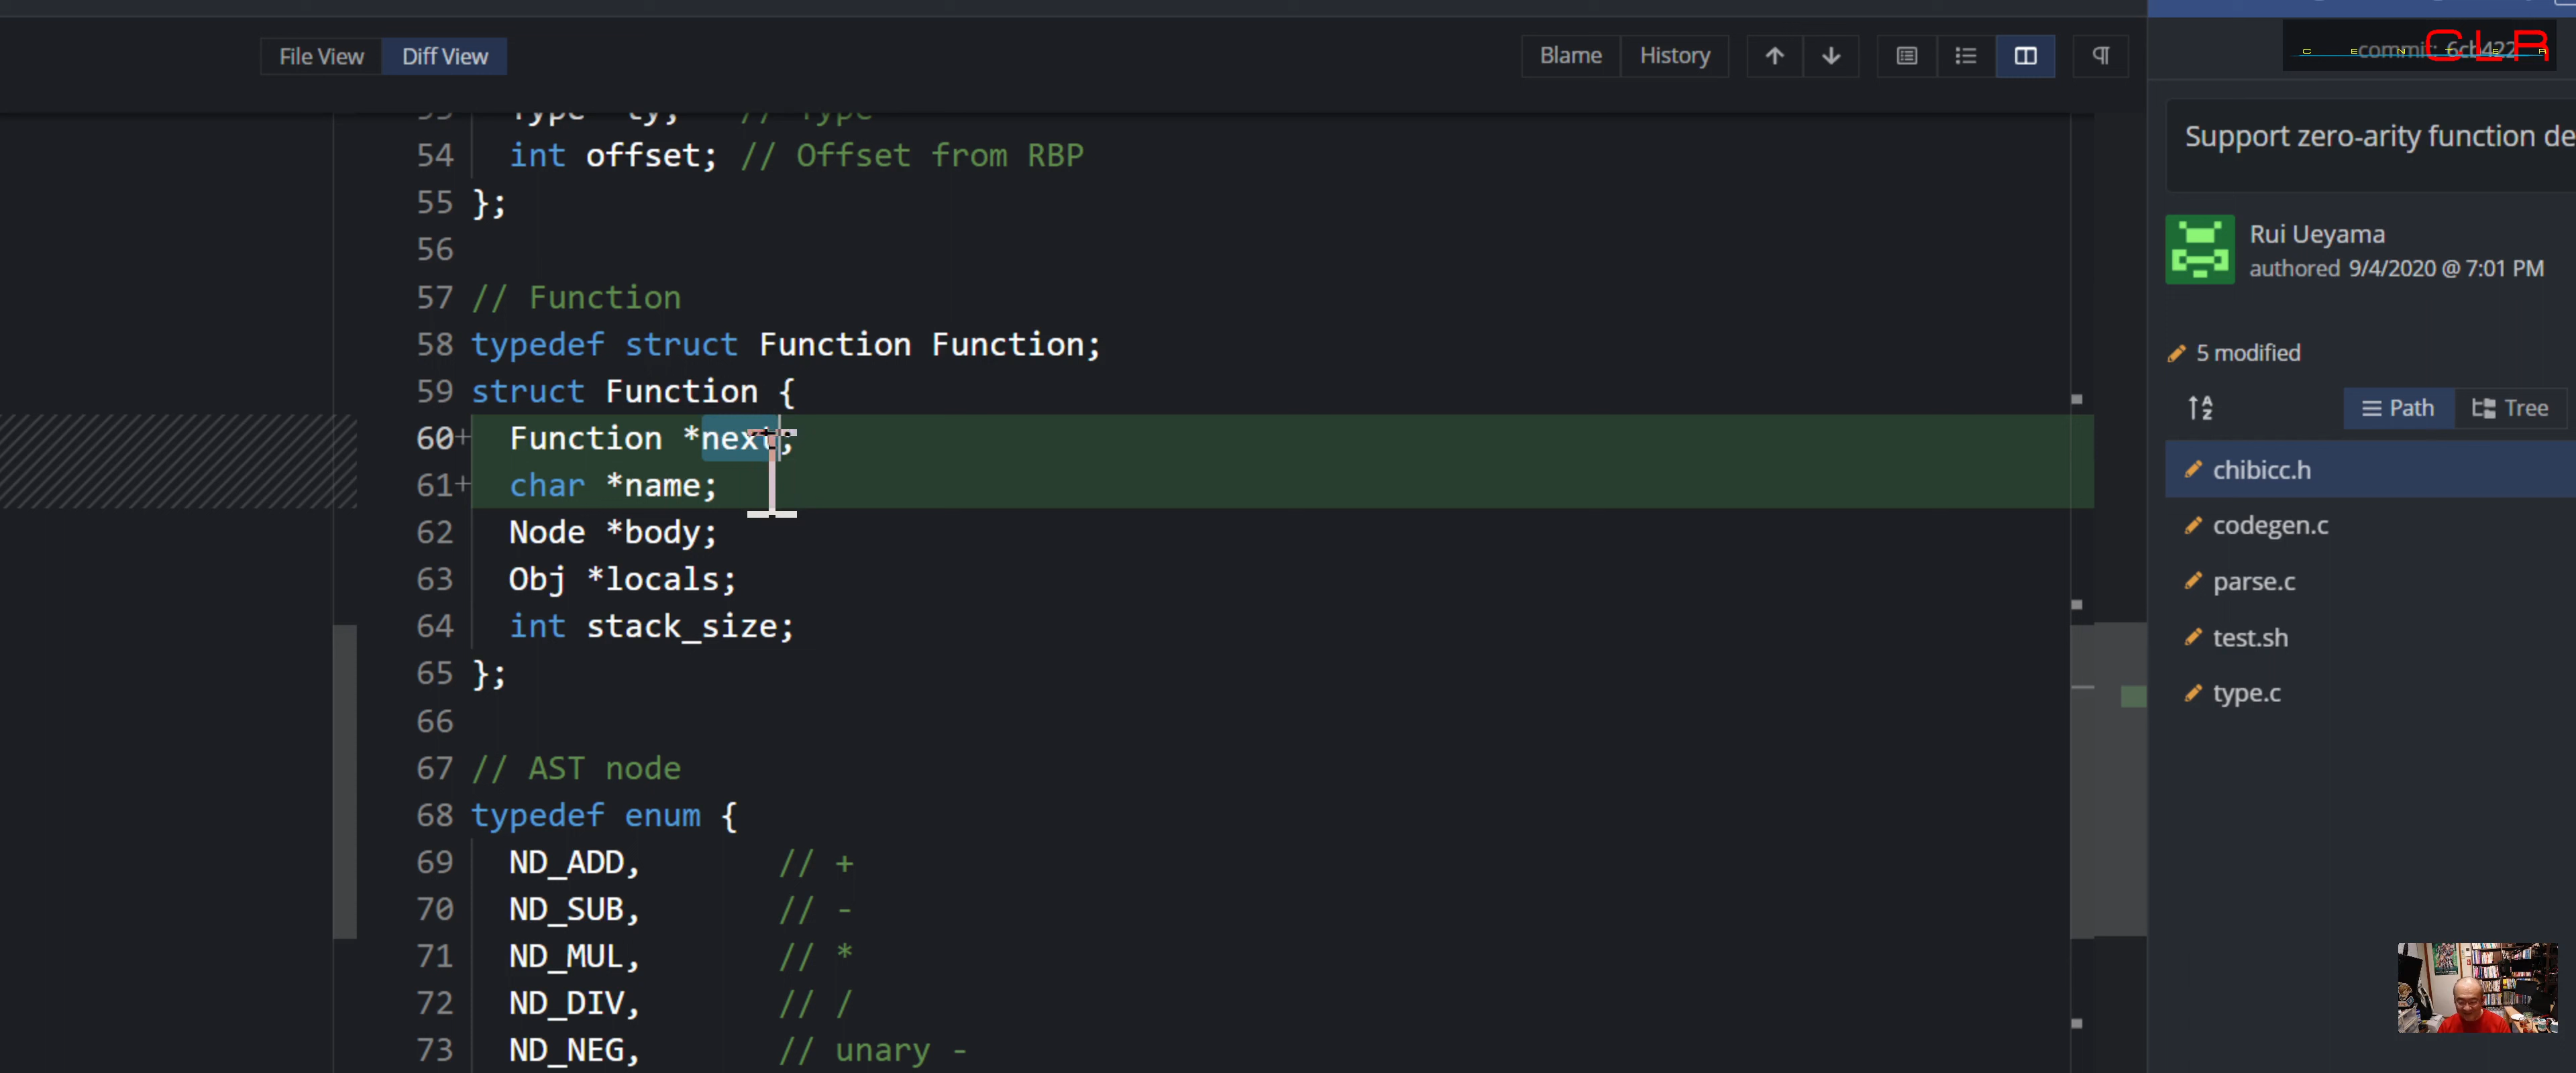 File View Diff View Blame History
commit: 6cb422
CLR
CENTER
54 int offset; // Offset from RBP
55 };
56
57 // Function
58 typedef struct Function Function;
59 struct Function {
60+ Function *next;
61+ char *name;
62 Node *body;
63 Obj *locals;
64 int stack_size;
65 };
66
67 // AST node
68 typedef enum {
69 ND_ADD, // +
70 ND_SUB, // -
71 ND_MUL, // *
72 ND_DIV, // /
73 ND_NEG, // unary -
Support zero-arity function de
Rui Ueyama
authored 9/4/2020 @ 7:01 PM
5 modified
A Z Path Tree
chibicc.h
codegen.c
parse.c
test.sh
type.c